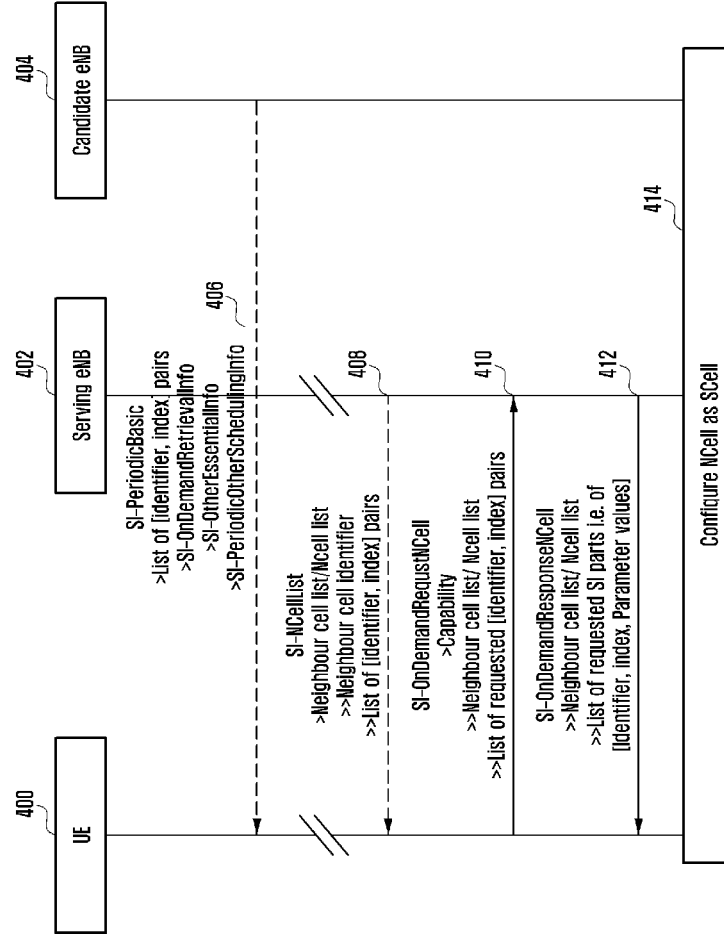 400
UE
402
Serving eNB
404
Candidate eNB
SI-PeriodicBasic
>List of [identifier, index] pairs
>SI-OnDemandRetrievalInfo
>SI-OtherEssentialInfo
>SI-PeriodicOtherSchedulingInfo
406
SI-NCellList
>Neighbour cell list/Ncell list
>>Neighbour cell identifier
>>List of [identifier, index] pairs
408
SI-OnDemandRequstNCell
>Capability
>>Neighbour cell list/ Ncell list
>>List of requested [identifier, index] pairs
410
SI-OnDemandResponseNCell
>>Neighbour cell list/ Ncell list
>>List of requested SI parts i.e. of
[Identifier, index, Parameter values]
412
414
Configure NCell as SCell